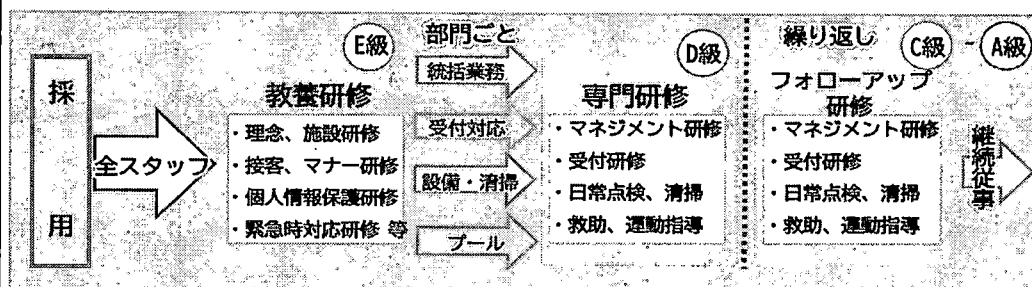 採用
全スタッフ
E級
教養研修
・理念、施設研修
・接客、マナー研修
・個人情報保護研修
・緊急時対応研修 等
部門ごと
統括業務
受付対応
設備・清掃
プール
D級
専門研修
・マネジメント研修
・受付研修
・日常点検、清掃
・救助、運動指導
繰り返し
C級 - A級
フォローアップ
研修
・マネジメント研修
・受付研修
・日常点検、清掃
・救助、運動指導
継続従事